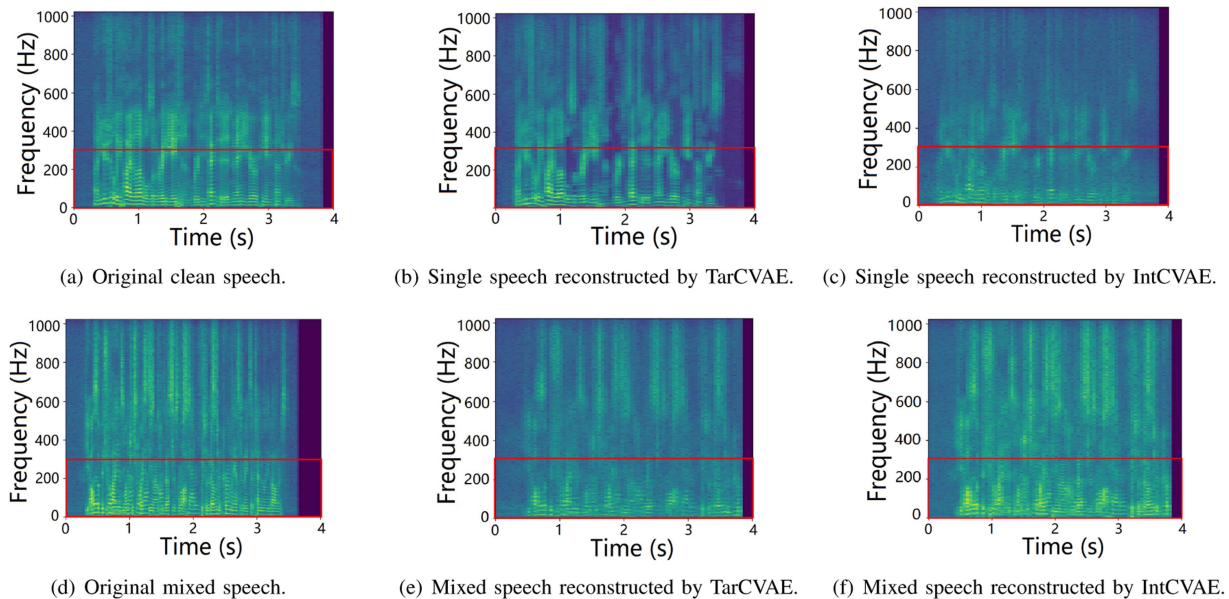 1000
800
600
400
200
0
Frequency (Hz)
0 1 2 3 4
Time (s)
(a) Original clean speech.
1000
800
600
400
200
0
Frequency (Hz)
0 1 2 3 4
Time (s)
(b) Single speech reconstructed by TarCVAE.
1000
800
600
400
200
0
Frequency (Hz)
0 1 2 3 4
Time (s)
(c) Single speech reconstructed by IntCVAE.
1000
800
600
400
200
0
Frequency (Hz)
0 1 2 3 4
Time (s)
(d) Original mixed speech.
1000
800
600
400
200
0
Frequency (Hz)
0 1 2 3 4
Time (s)
(e) Mixed speech reconstructed by TarCVAE.
1000
800
600
400
200
0
Frequency (Hz)
0 1 2 3 4
Time (s)
(f) Mixed speech reconstructed by IntCVAE.